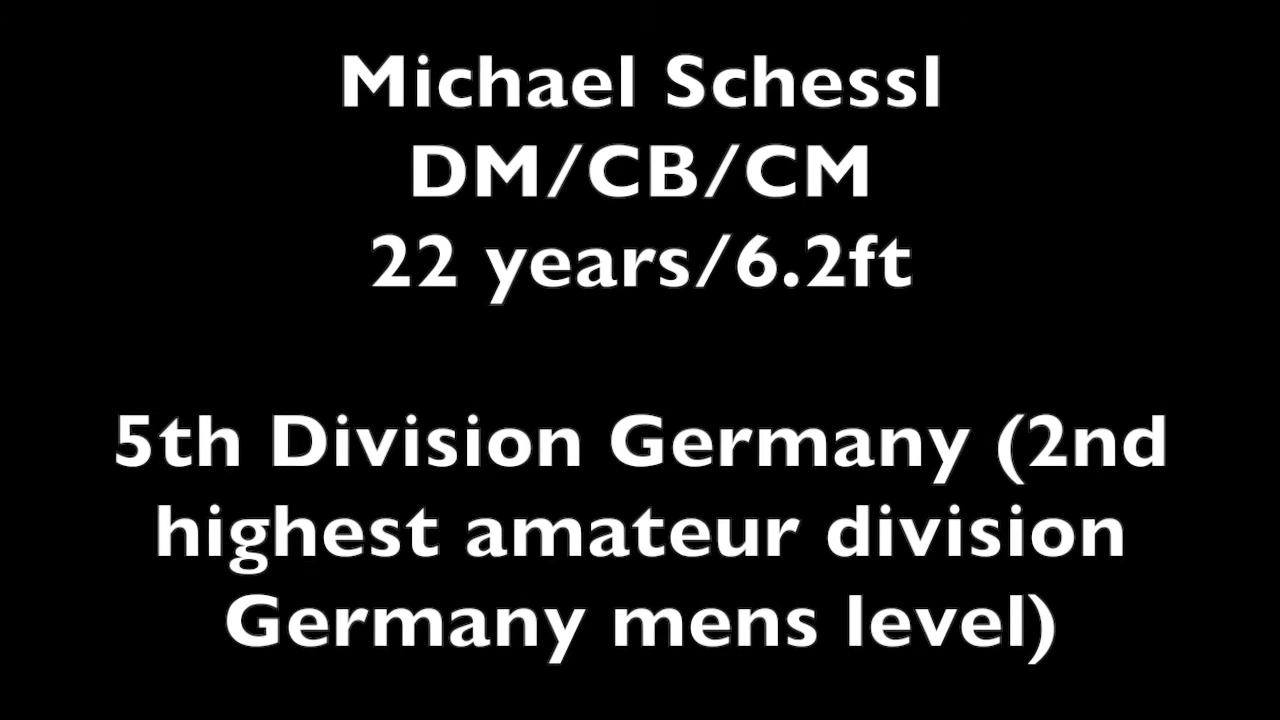 Michael Schessl
DM/CB/CM
22 years/6.2ft
5th Division Germany (2nd
highest amateur division
Germany mens level)